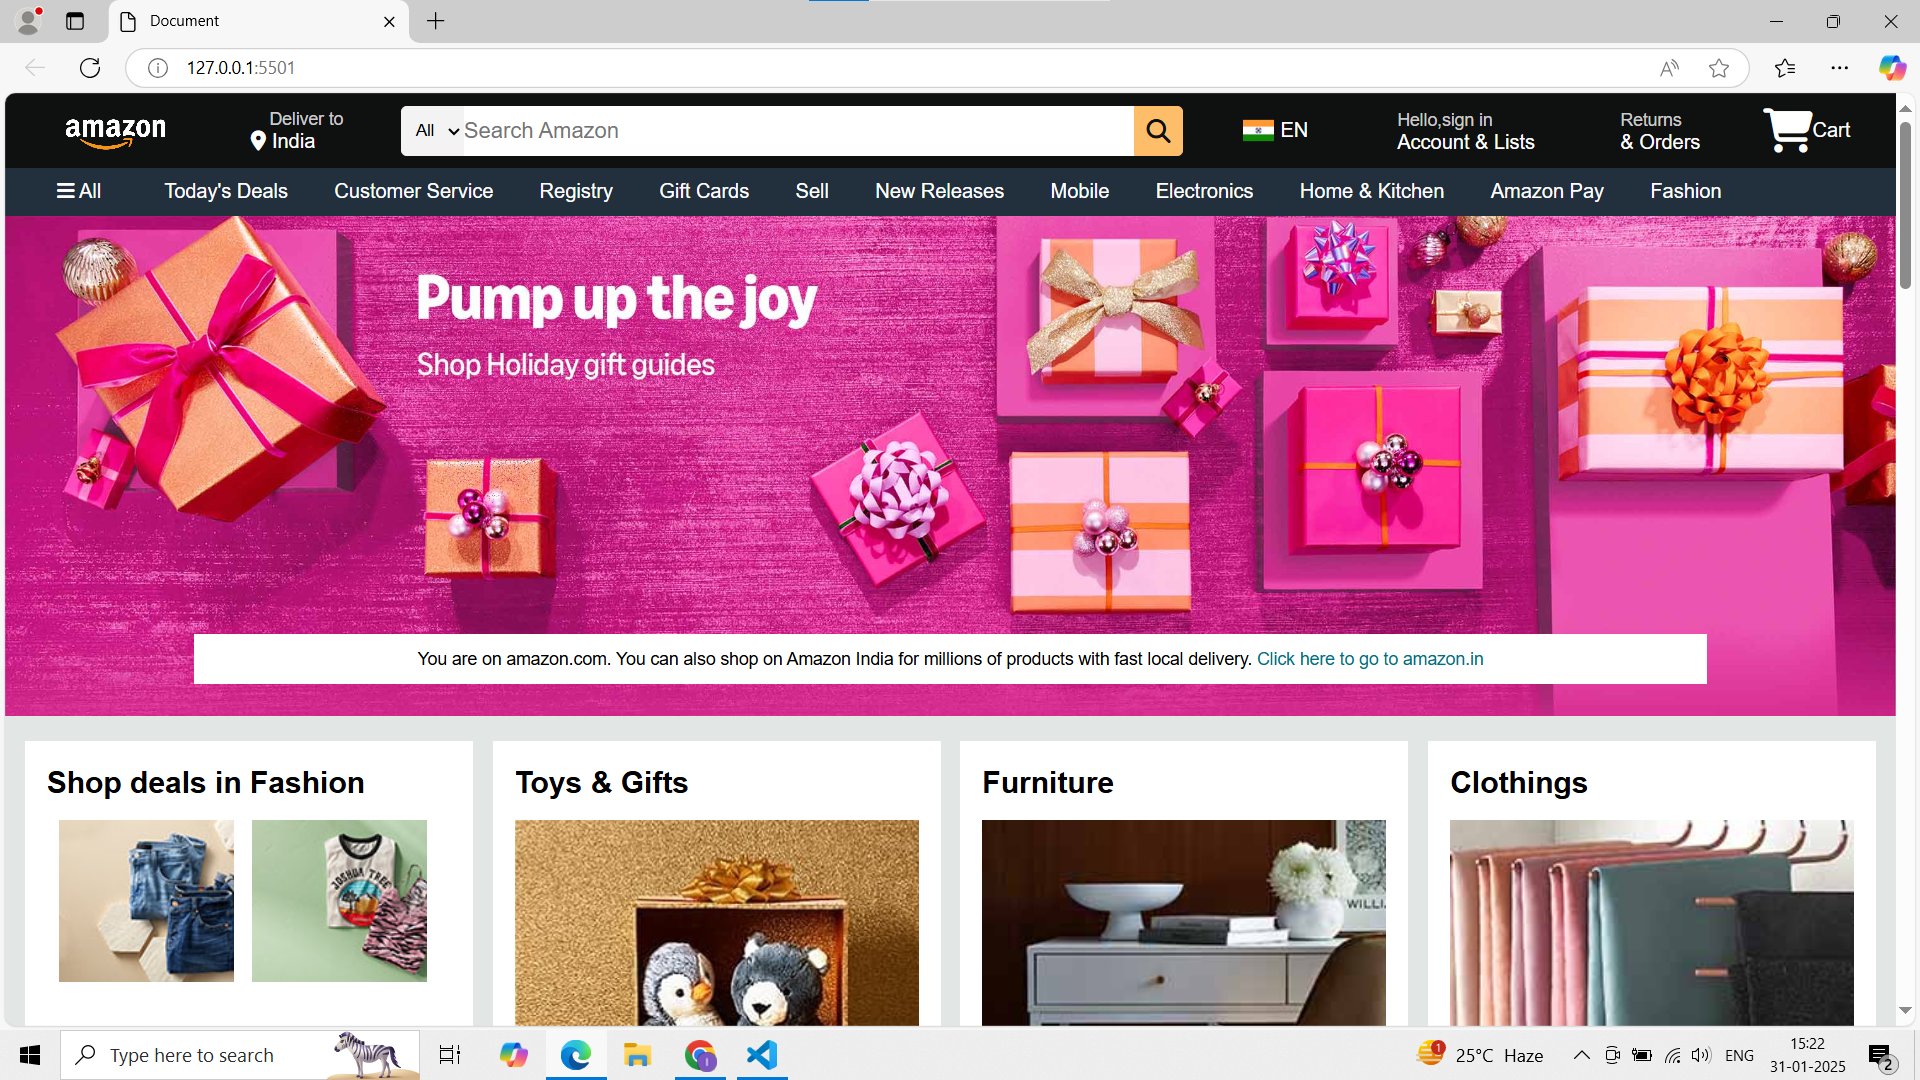 Document
127.0.0.1:5501
amazon
Deliver to
India
All
Search Amazon
EN
Hello,sign in
Account & Lists
Returns
& Orders
Cart
All
Today's Deals
Customer Service
Registry
Gift Cards
Sell
New Releases
Mobile
Electronics
Home & Kitchen
Amazon Pay
Fashion
Pump up the joy
Shop Holiday gift guides
You are on amazon.com. You can also shop on Amazon India for millions of products with fast local delivery. Click here to go to amazon.in
Shop deals in Fashion
Toys & Gifts
Furniture
Clothings
JOSHUA TREE
WILLI
Type here to search
1
25°C Haze
ENG
15:22
31-01-2025
2